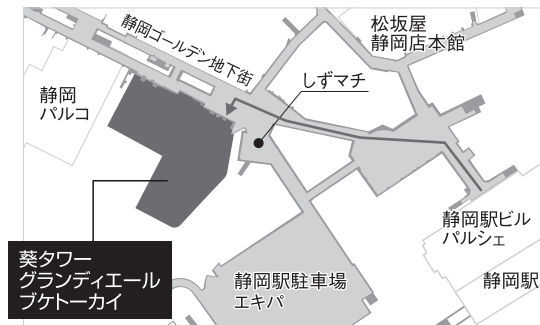 松坂屋
静岡店本館
静岡ゴールデン地下街
しずマチ
静岡
パルコ
静岡駅ビル
パルシェ
葵タワー
グランディエール
ブケトーカイ
静岡駅駐車場
エキパ
静岡駅